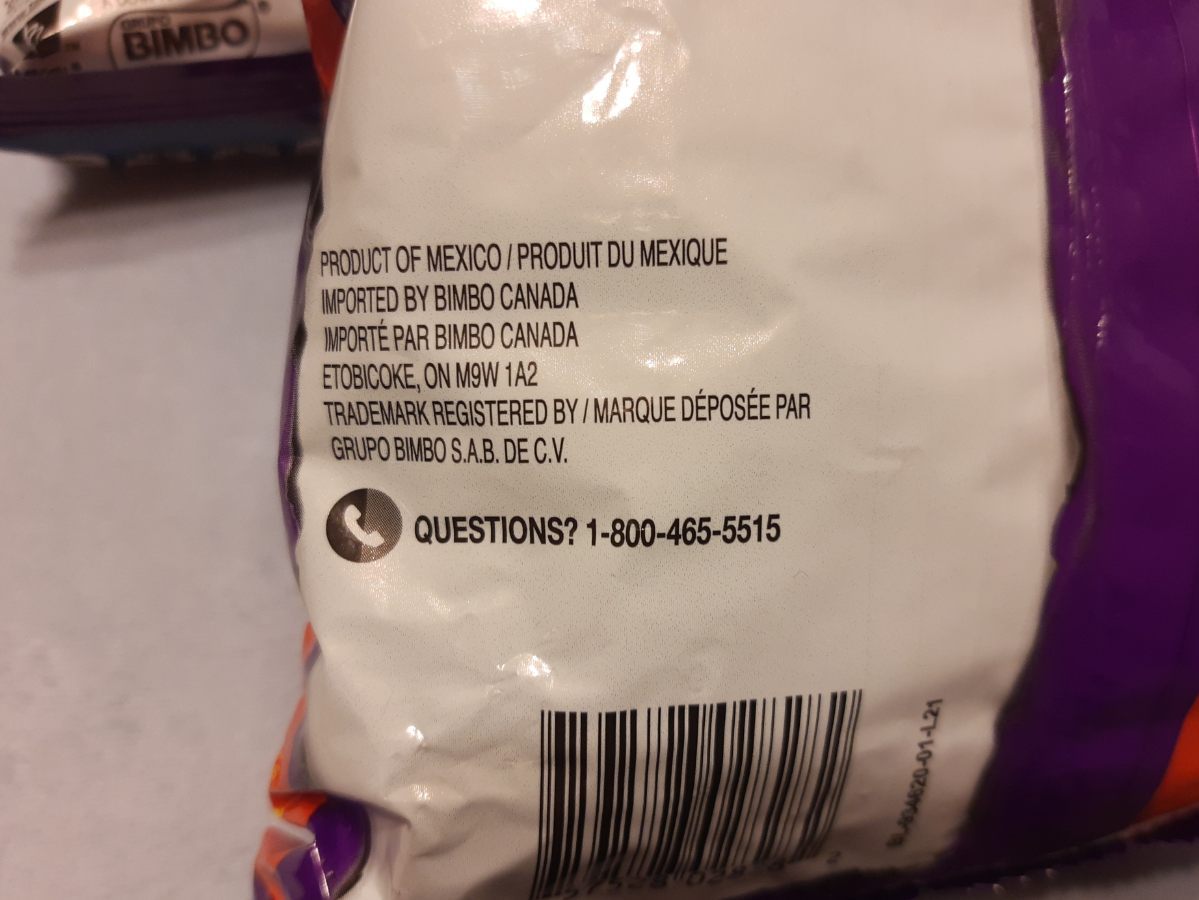 GRUPO
BIMBO
PRODUCT OF MEXICO / PRODUIT DU MEXIQUE
IMPORTED BY BIMBO CANADA
IMPORTÉ PAR BIMBO CANADA
ETOBICOKE, ON M9W 1A2
TRADEMARK REGISTERED BY / MARQUE DÉPOSÉE PAR
GRUPO BIMBO S.A.B. DE C.V.
QUESTIONS? 1-800-465-5515